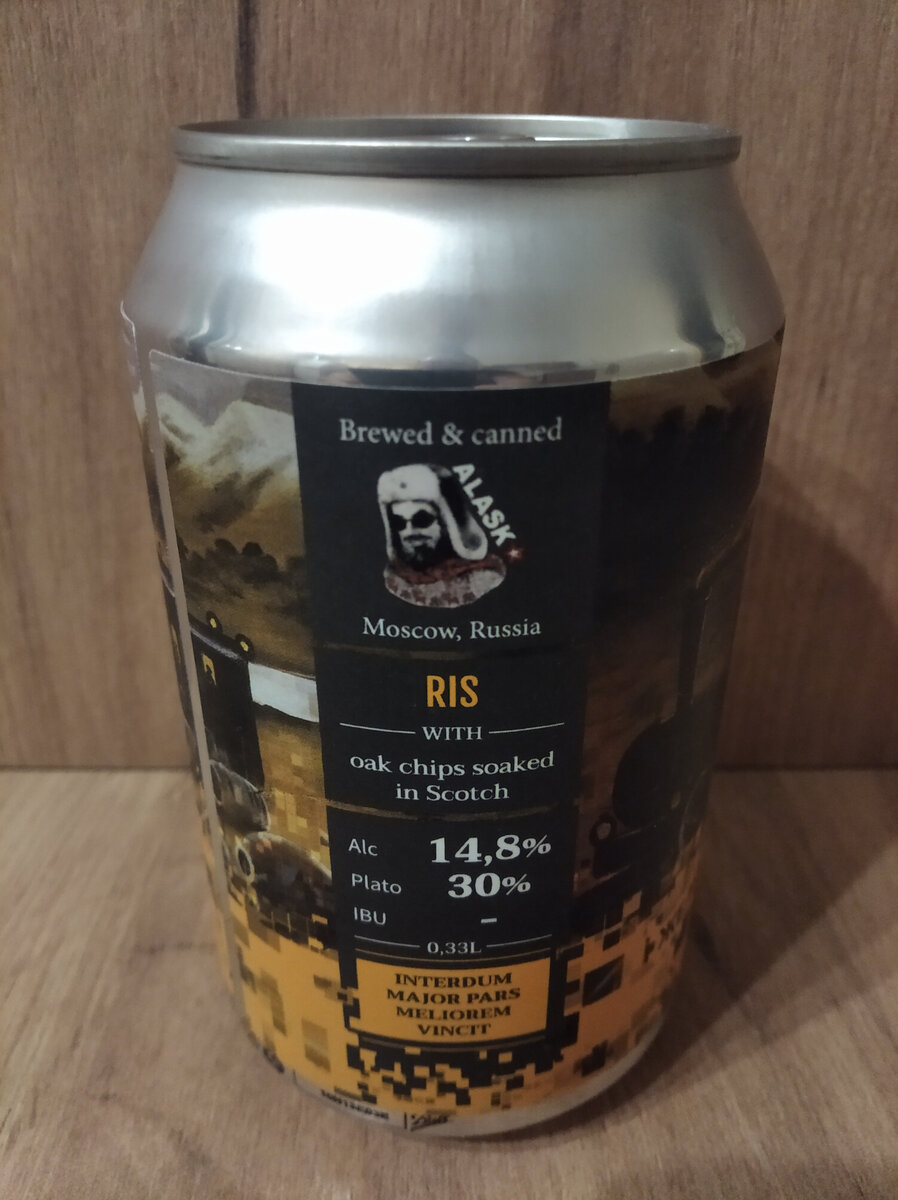 Brewed & canned
ALASK
Moscow, Russia
RIS
WITH
oak chips soaked
in Scotch
Alc 14,8%
Plato 30%
IBU –
0,33L
INTERDUM
MAJOR PARS
MELIOREM
VINCIT